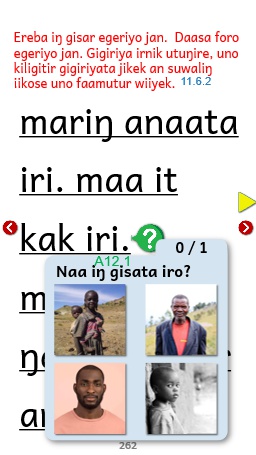 Ereba iŋ gisar egeriyo jan. Daasa foro
egeriyo jan. Gigiriya irnik utuŋire, uno
kiligitir gigiriyata jikek an suwaliŋ
iikose uno faamutur wiiyek. 11.6.2
mariŋ anaata
iri. maa it
kak iri.
?
0 / 1
A12,1
Naa iŋ gisata iro?
262